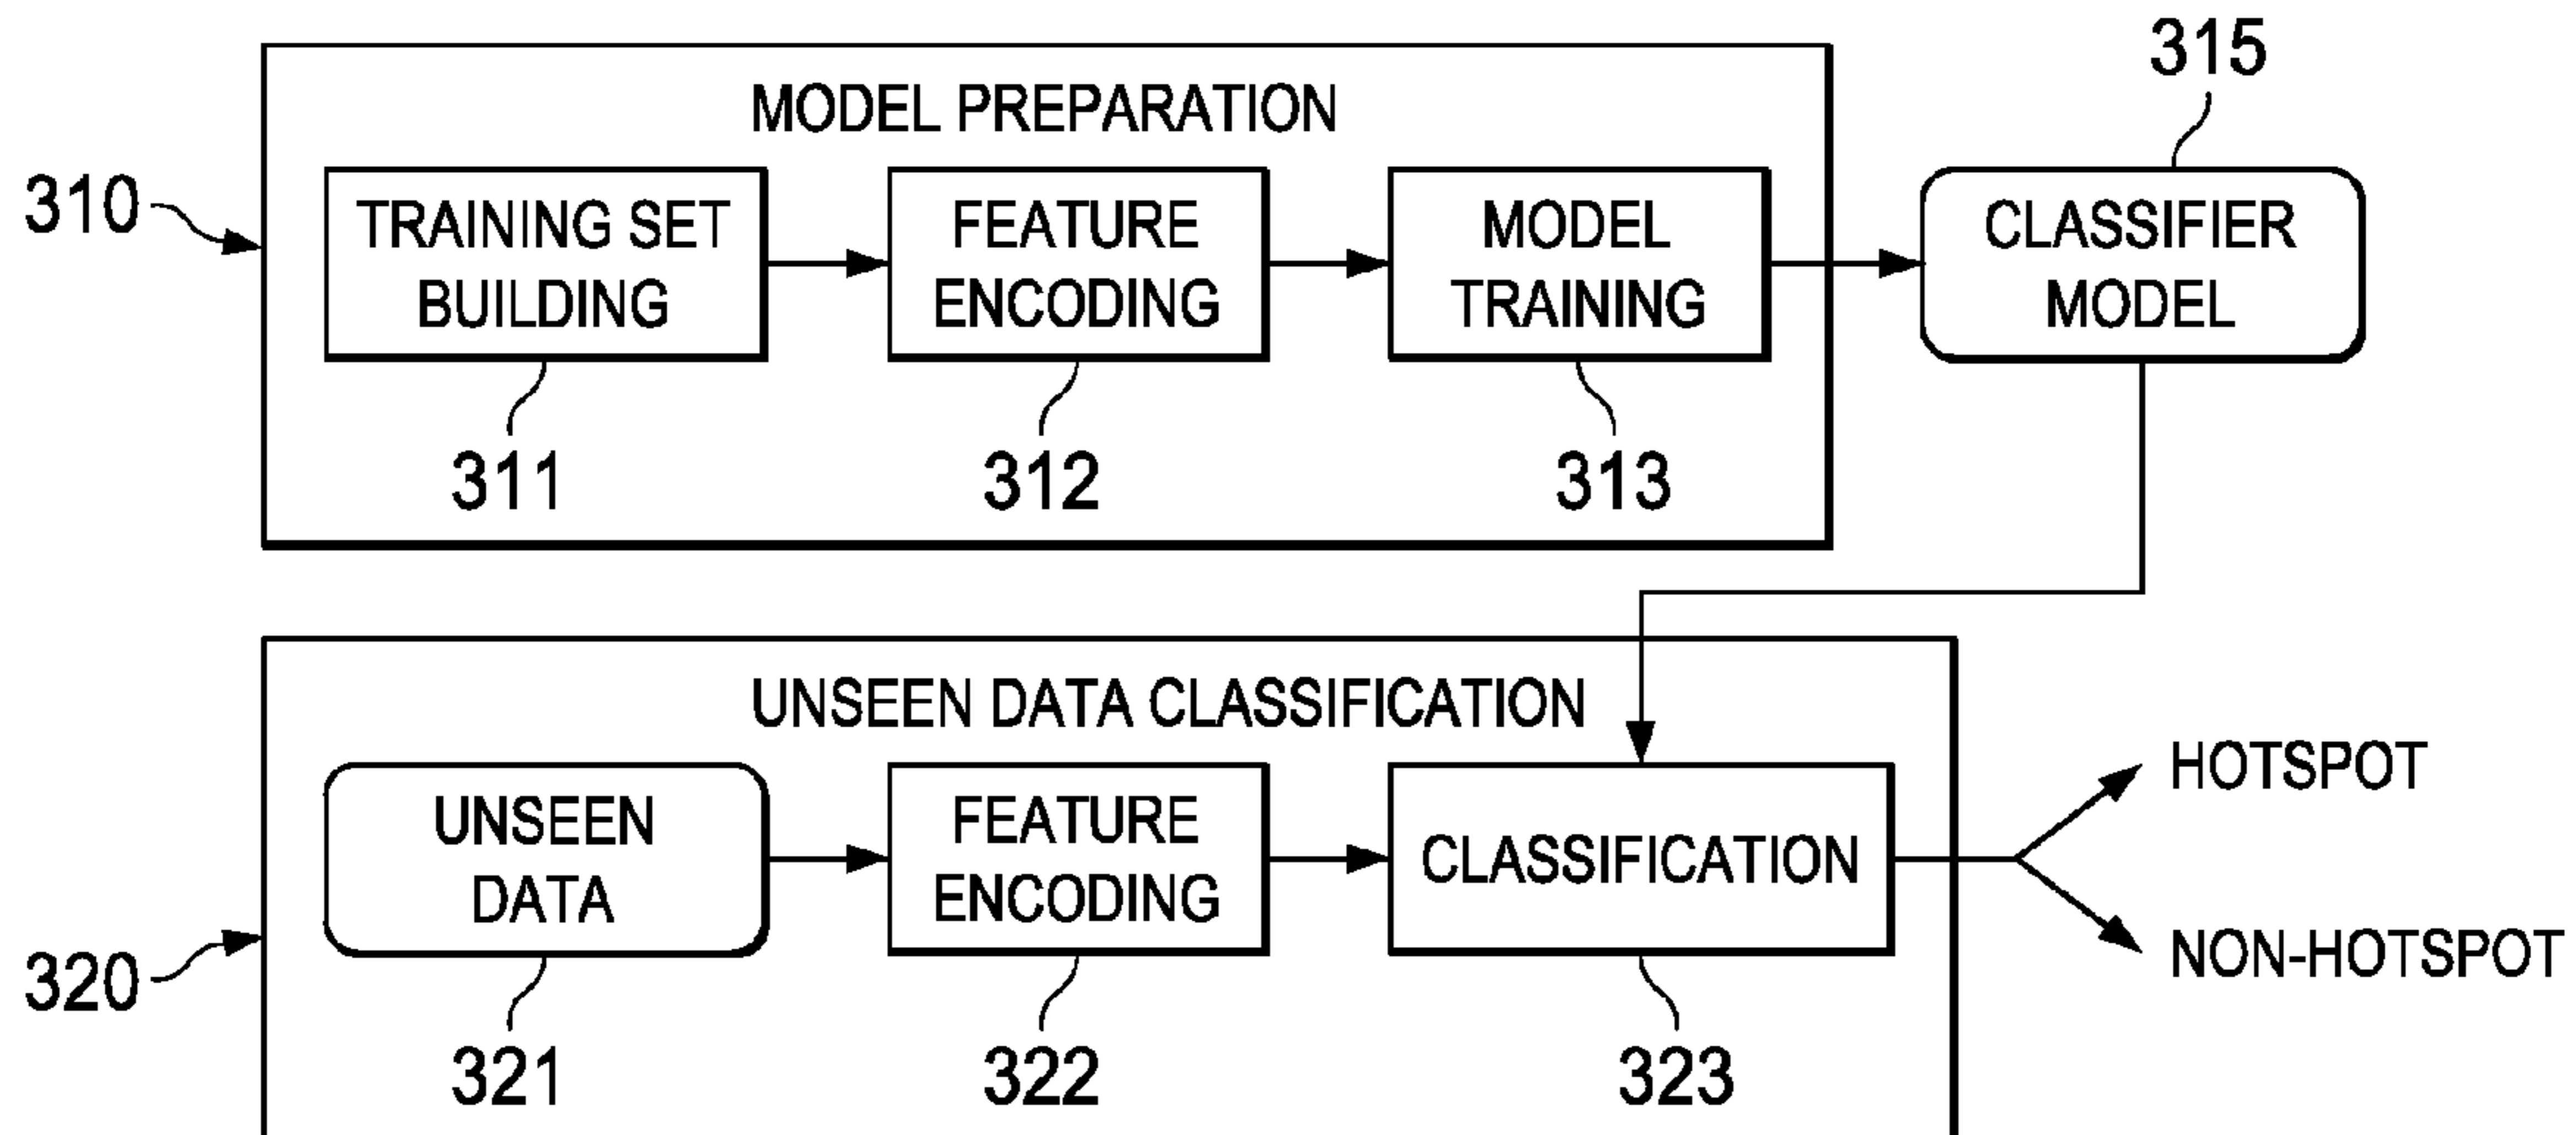 315
MODEL PREPARATION
310
TRAINING SET
BUILDING
FEATURE
ENCODING
MODEL
TRAINING
CLASSIFIER
MODEL
311
312
313
UNSEEN DATA CLASSIFICATION
UNSEEN
DATA
FEATURE
ENCODING
CLASSIFICATION
HOTSPOT
NON-HOTSPOT
320
321
322
323